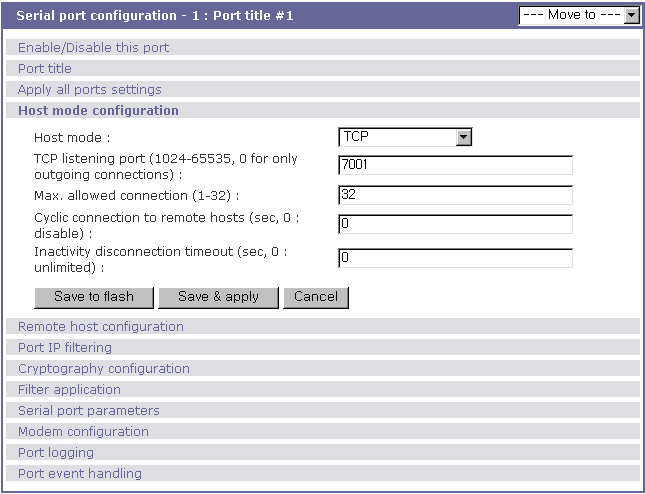 Serial port configuration - 1 : Port title #1
--- Move to ---
Enable/Disable this port
Port title
Apply all ports settings
Host mode configuration
Host mode :
TCP
TCP listening port (1024-65535, 0 for only
outgoing connections) :
7001
Max. allowed connection (1-32) :
32
Cyclic connection to remote hosts (sec, 0 :
disable) :
0
Inactivity disconnection timeout (sec, 0 :
unlimited) :
0
Save to flash
Save & apply
Cancel
Remote host configuration
Port IP filtering
Cryptography configuration
Filter application
Serial port parameters
Modem configuration
Port logging
Port event handling